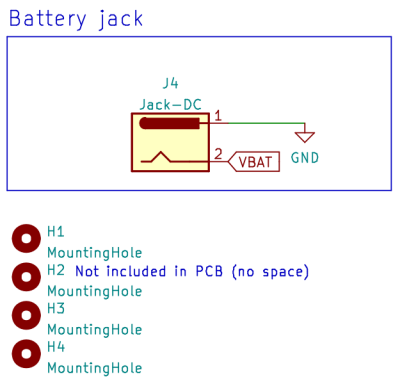 Battery jack
J4
Jack-DC
1
GND
2
VBAT
H1
MountingHole
H2 Not included in PCB (no space)
MountingHole
H3
MountingHole
H4
MountingHole